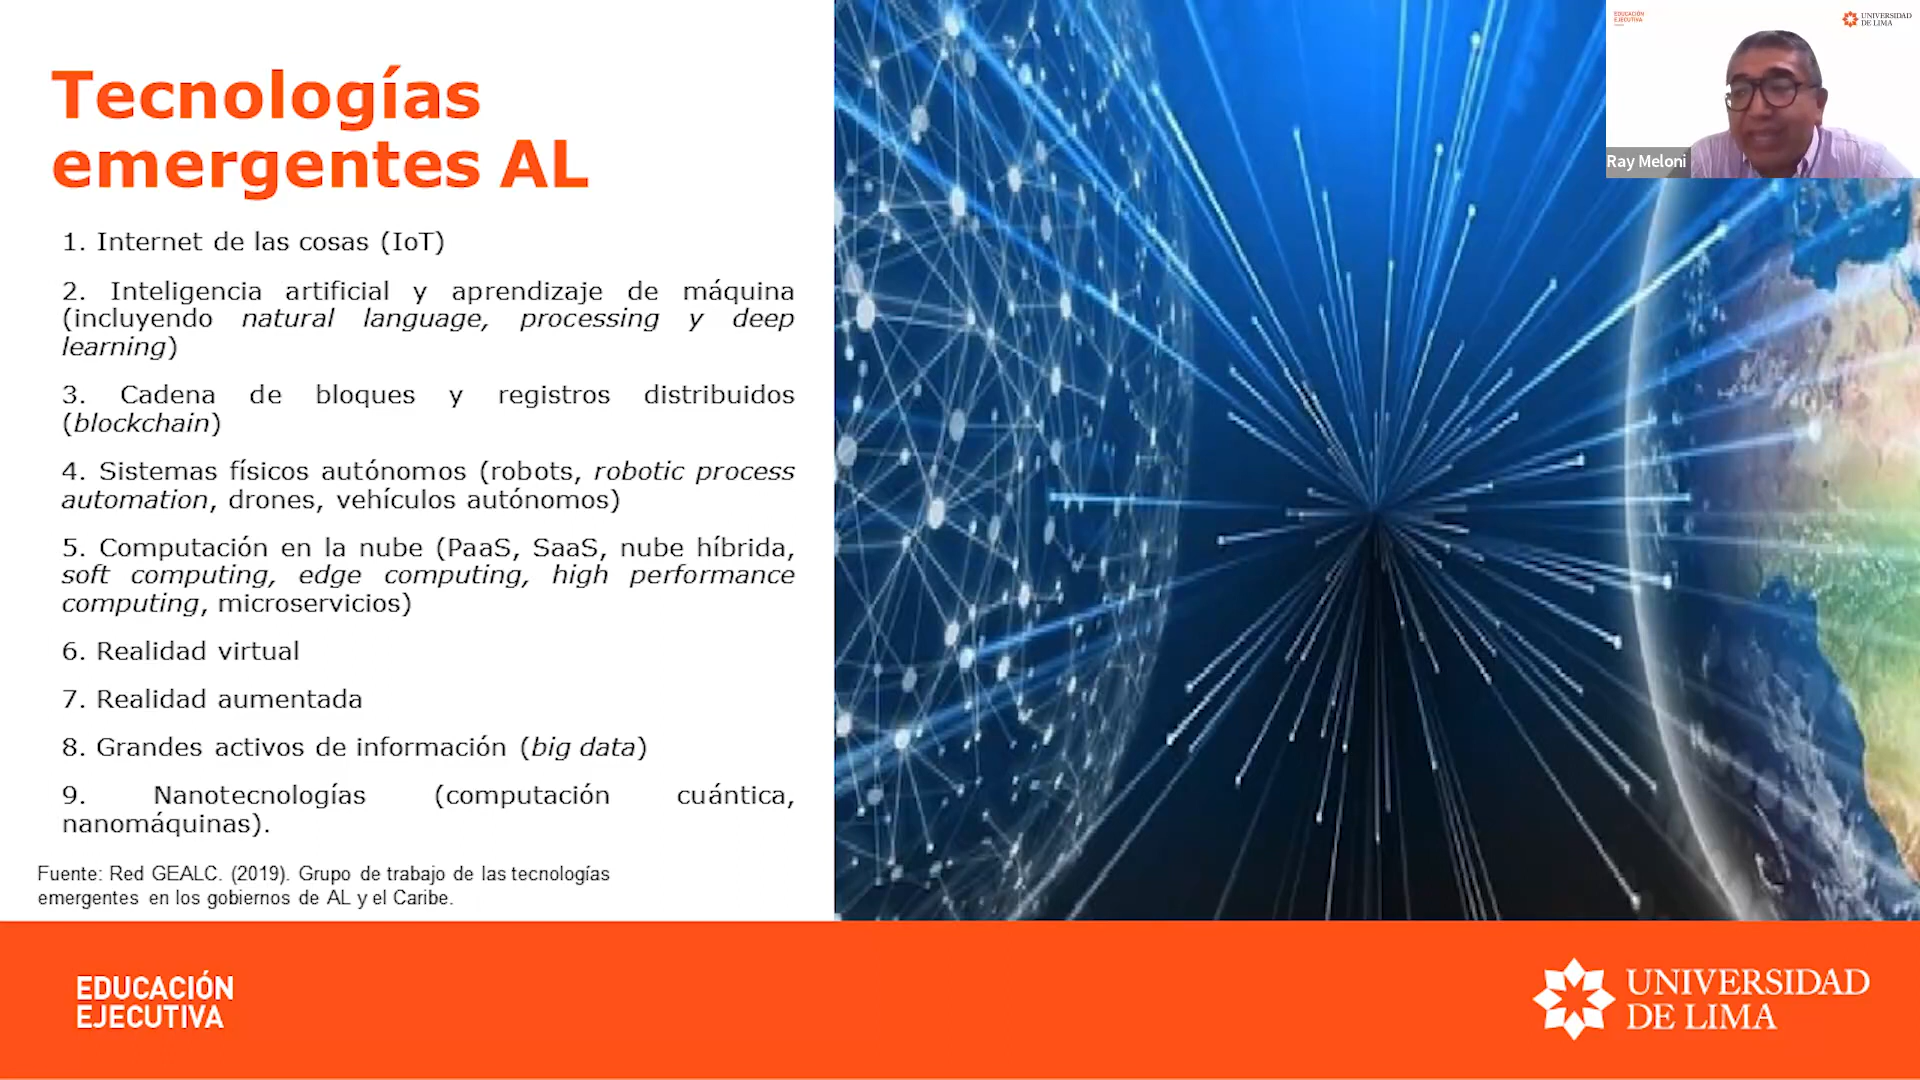 Tecnologías
emergentes AL
1. Internet de las cosas (IoT)
2. Inteligencia artificial y aprendizaje de máquina
(incluyendo natural language, processing y deep
learning)
3. Cadena de bloques y registros distribuidos
(blockchain)
4. Sistemas físicos autónomos (robots, robotic process
automation, drones, vehículos autónomos)
5. Computación en la nube (PaaS, SaaS, nube híbrida,
soft computing, edge computing, high performance
computing, microservicios)
6. Realidad virtual
7. Realidad aumentada
8. Grandes activos de información (big data)
9. Nanotecnologías (computación cuántica,
nanomáquinas).
Fuente: Red GEALC. (2019). Grupo de trabajo de las tecnologías
emergentes en los gobiernos de AL y el Caribe.
EDUCACIÓN
EJECUTIVA
UNIVERSIDAD
DE LIMA
EDUCACIÓN
EJECUTIVA
UNIVERSIDAD
DE LIMA
Ray Meloni